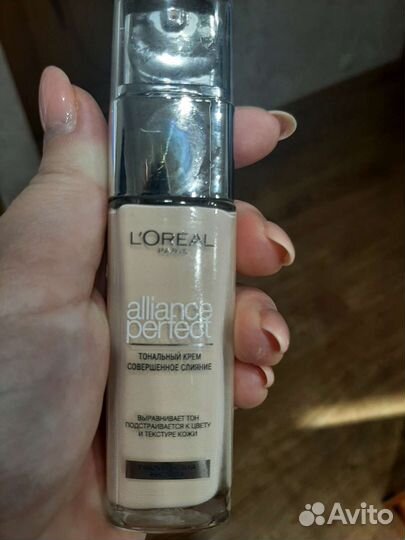 L'ORÉAL
PARIS
alliance
perfect
ТОНАЛЬНЫЙ КРЕМ
СОВЕРШЕННОЕ СЛИЯНИЕ
ВЫРАВНИВАЕТ ТОН
ПОДСТРАИВАЕТСЯ К ЦВЕТУ
И ТЕКСТУРЕ КОЖИ
Avito